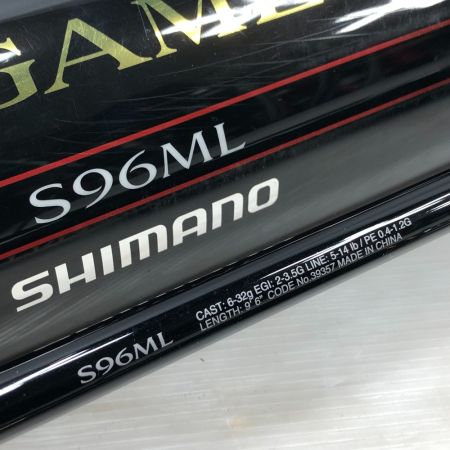 GAME
S96ML
SHIMANO
CAST: 6-32g EGI: 2-3.5G LINE: 5-14 lb / PE 0.4-1.2G
LENGTH: 9' 6" CODE No.39357 MADE IN CHINA
S96ML